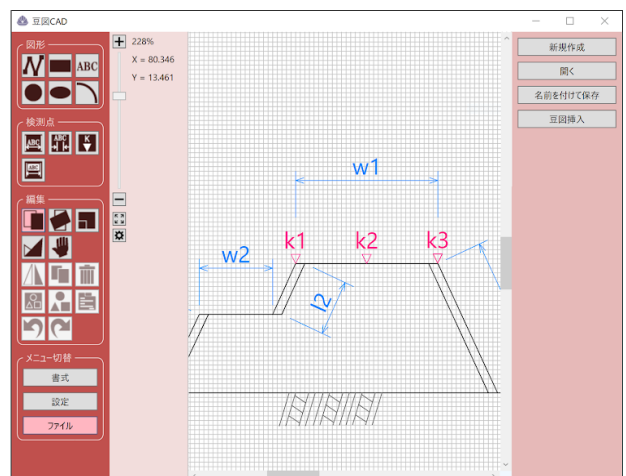 豆図CAD
図形
ABC
検測点
ABC
ABC
K
ABC
編集
メニュー切替
書式
設定
ファイル
228%
X = 80.346
Y = 13.461
w1
k1
k2
k3
w2
l2
新規作成
開く
名前を付けて保存
豆図挿入